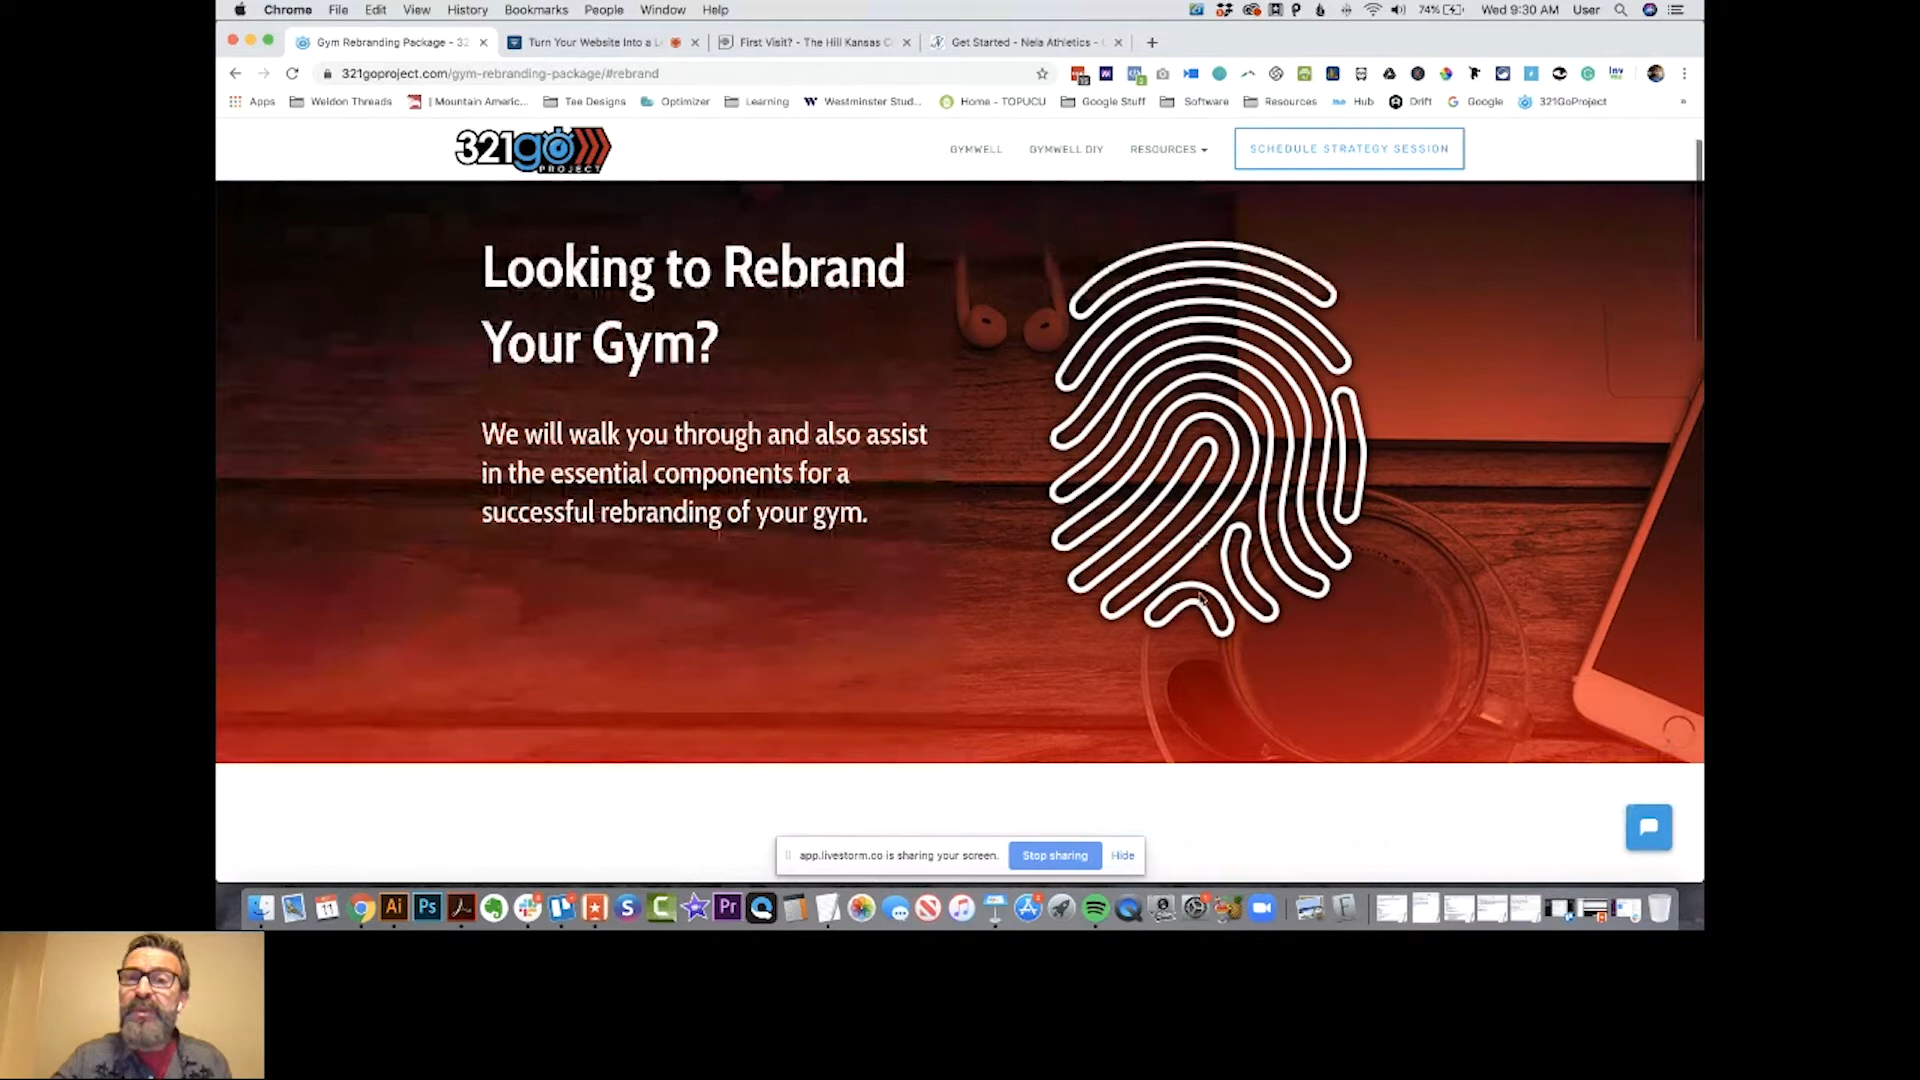 Chrome File Edit View History Bookmarks People Window Help 74% Wed 9:30 AM User
Gym Rebranding Package - 32 Turn Your Website Into a L First Visit? - The Hill Kansas C Get Started - Nela Athletics -
321goproject.com/gym-rebranding-package/#rebrand
Apps Weldon Threads | Mountain Americ... Tee Designs Optimizer Learning Westminster Stud... Home - TOPUCU Google Stuff Software Resources Hub Drift Google 321GoProject »
321gO PROJECT
GYMWELL GYMWELL DIY RESOURCES SCHEDULE STRATEGY SESSION
Looking to Rebrand
Your Gym?
We will walk you through and also assist
in the essential components for a
successful rebranding of your gym.
app.livestorm.co is sharing your screen. Stop sharing Hide
11 Ai Ps S C Pr